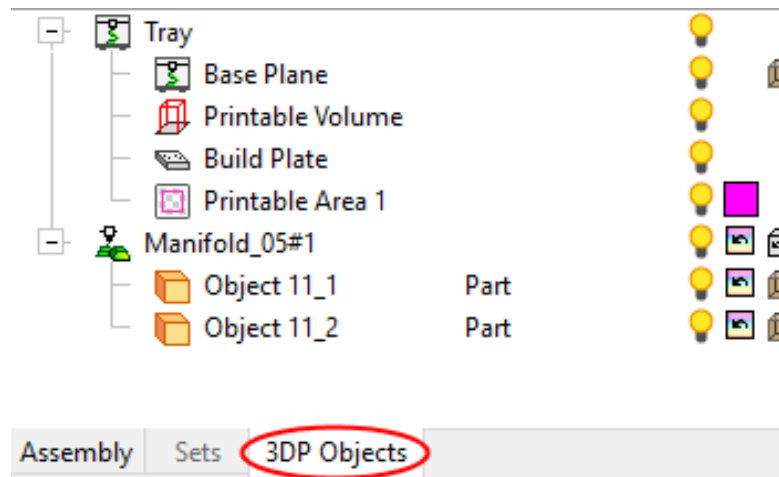 Tray
Base Plane
Printable Volume
Build Plate
Printable Area 1
Manifold_05#1
Object 11_1 Part
Object 11_2 Part
Assembly Sets 3DP Objects